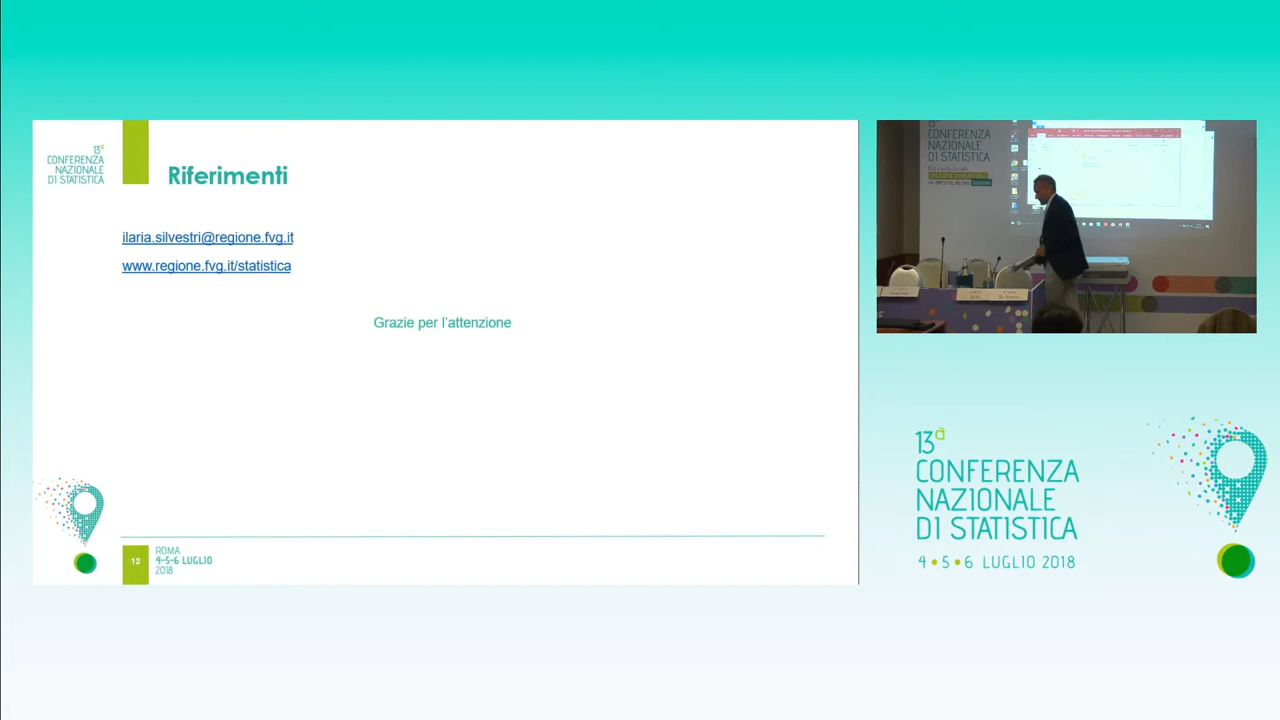 13a
CONFERENZA
NAZIONALE
DI STATISTICA
Riferimenti
ilaria.silvestri@regione.fvg.it
www.regione.fvg.it/statistica
Grazie per l'attenzione
12
ROMA
4-5-6 LUGLIO
2018
CONFERENZA
NAZIONALE
DI STATISTICA
13a
CONFERENZA
NAZIONALE
DI STATISTICA
4•5•6 LUGLIO 2018